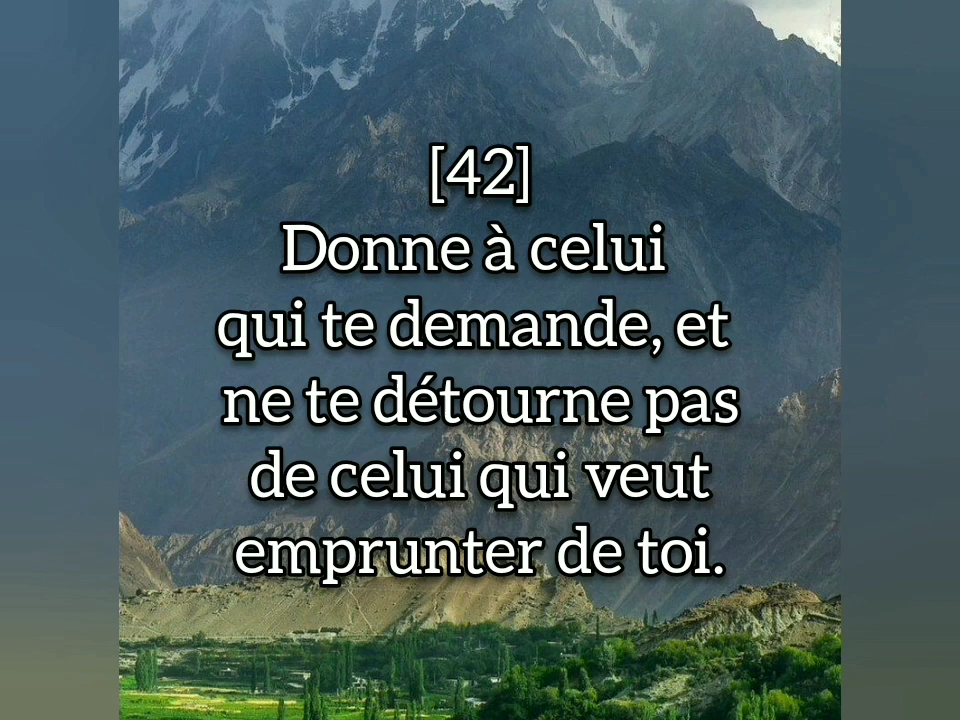 [42]
Donne à celui
qui te demande, et
ne te détourne pas
de celui qui veut
emprunter de toi.